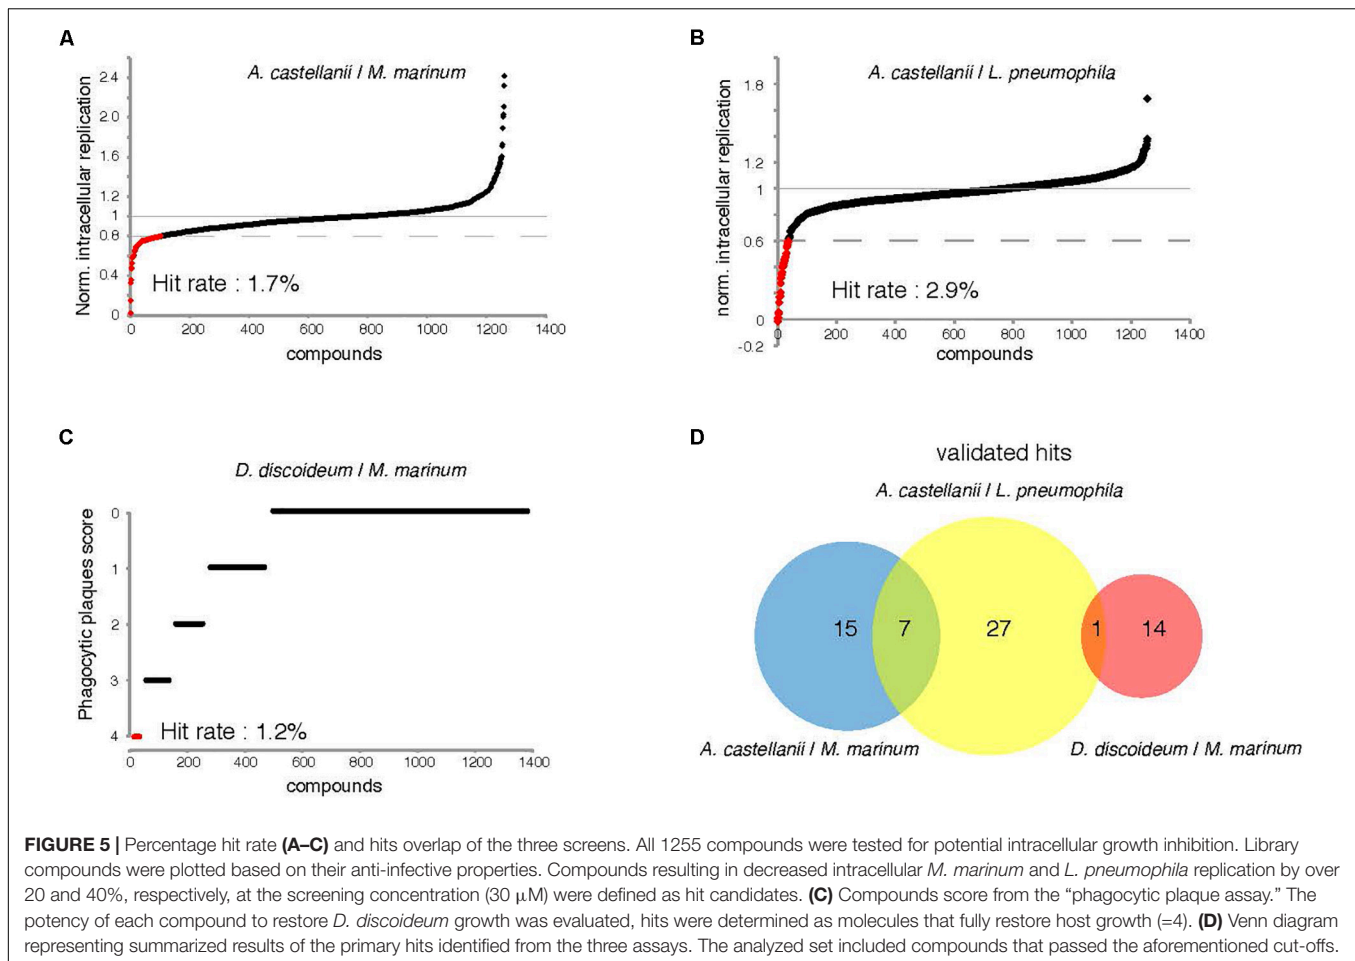 A
A. castellanii / M. marinum
Norm. intracellular replication
2.4
2.0
1.6
1.2
1
0.8
0.4
0
Hit rate : 1.7%
0 200 400 600 800 1000 1200 1400
compounds
B
A. castellanii / L. pneumophila
norm. intracellular replication
1.8
1.2
1
0.6
0
-0.2
Hit rate : 2.9%
0 200 400 600 800 1000 1200 1400
compounds
C
D. discoideum / M. marinum
Phagocytic plaques score
0
1
2
3
4
Hit rate : 1.2%
0 200 400 600 800 1000 1200 1400
compounds
D
validated hits
A. castellanii / L. pneumophila
15 7 27 1 14
A. castellanii / M. marinum
D. discoideum / M. marinum
FIGURE 5 | Percentage hit rate (A–C) and hits overlap of the three screens. All 1255 compounds were tested for potential intracellular growth inhibition. Library
compounds were plotted based on their anti-infective properties. Compounds resulting in decreased intracellular M. marinum and L. pneumophila replication by over
20 and 40%, respectively, at the screening concentration (30 μM) were defined as hit candidates. (C) Compounds score from the “phagocytic plaque assay.” The
potency of each compound to restore D. discoideum growth was evaluated, hits were determined as molecules that fully restore host growth (=4). (D) Venn diagram
representing summarized results of the primary hits identified from the three assays. The analyzed set included compounds that passed the aforementioned cut-offs.